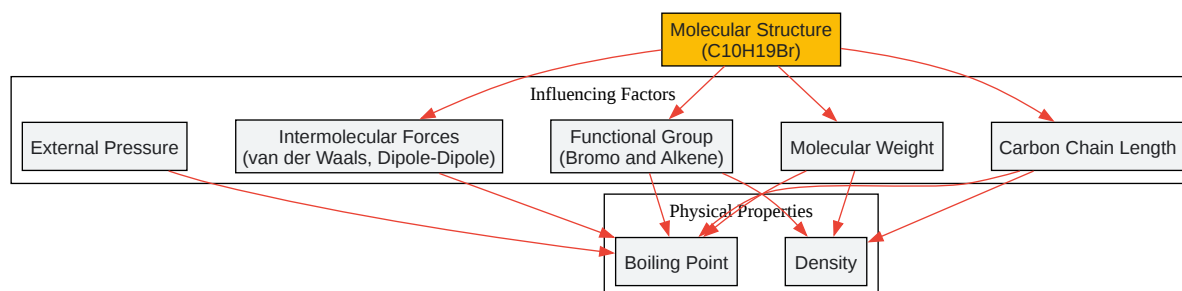 Molecular Structure
(C10H19Br)
Influencing Factors
External Pressure
Intermolecular Forces
(van der Waals, Dipole-Dipole)
Functional Group
(Bromo and Alkene)
Molecular Weight
Carbon Chain Length
Physical Properties
Boiling Point
Density